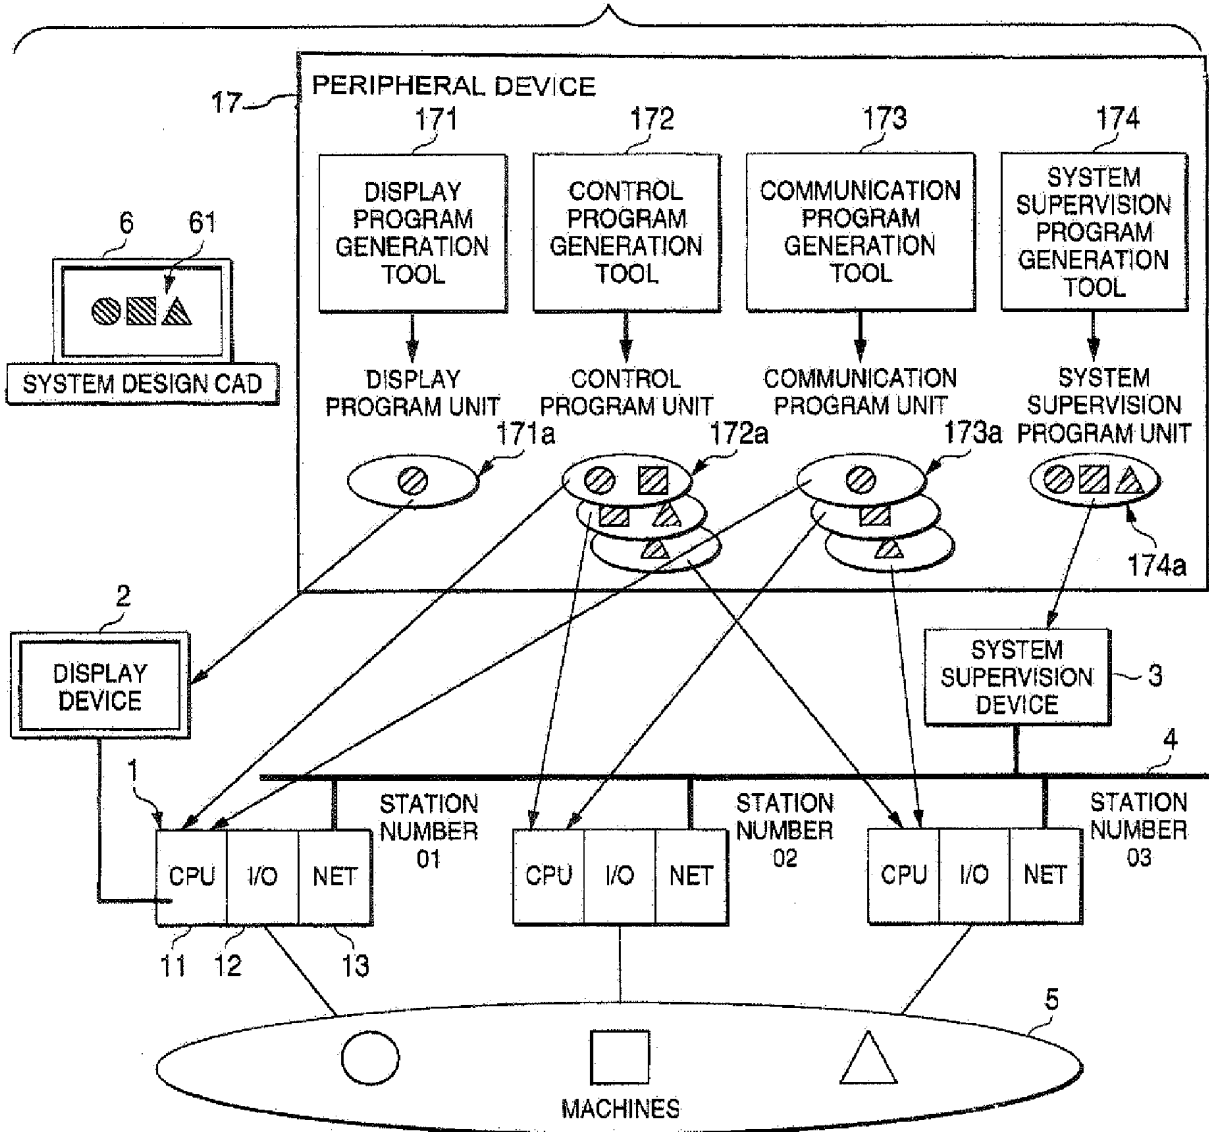 17
PERIPHERAL DEVICE
171
172
173
174
DISPLAY
PROGRAM
GENERATION
TOOL
CONTROL
PROGRAM
GENERATION
TOOL
COMMUNICATION
PROGRAM
GENERATION
TOOL
SYSTEM
SUPERVISION
PROGRAM
GENERATION
TOOL
6
61
SYSTEM DESIGN CAD
DISPLAY
PROGRAM UNIT
CONTROL
PROGRAM UNIT
COMMUNICATION
PROGRAM UNIT
SYSTEM
SUPERVISION
PROGRAM UNIT
171a
172a
173a
174a
2
DISPLAY
DEVICE
SYSTEM
SUPERVISION
DEVICE
3
4
1
STATION
NUMBER
01
STATION
NUMBER
02
STATION
NUMBER
03
CPU
I/O
NET
CPU
I/O
NET
CPU
I/O
NET
11
12
13
5
MACHINES